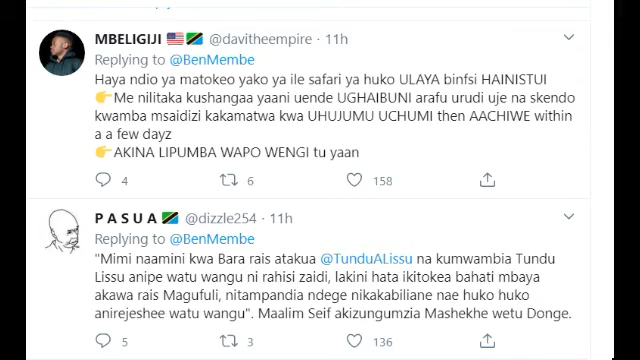 MBELIGIJI 🇺🇸🇹🇿 @davitheempire · 11h
Replying to @BenMembe
Haya ndio ya matokeo yako ya ile safari ya huko ULAYA binfsi HAINISTUI
👉Me nilitaka kushangaa yaani uende UGHAIBUNI arafu urudi uje na skendo
kwamba msaidizi kakamatwa kwa UHUJUMU UCHUMI then AACHIWE within
a a few dayz
👉AKINA LIPUMBA WAPO WENGI tu yaan
4 6 158
P A S U A 🇹🇿 @dizzle254 · 11h
Replying to @BenMembe
"Mimi naamini kwa Bara rais atakua @TunduALissu na kumwambia Tundu
Lissu anipe watu wangu ni rahisi zaidi, lakini hata ikitokea bahati mbaya
akawa rais Magufuli, nitampandia ndege nikakabiliane nae huko huko
anirejeshee watu wangu". Maalim Seif akizungumzia Mashekhe wetu Donge.
5 3 136